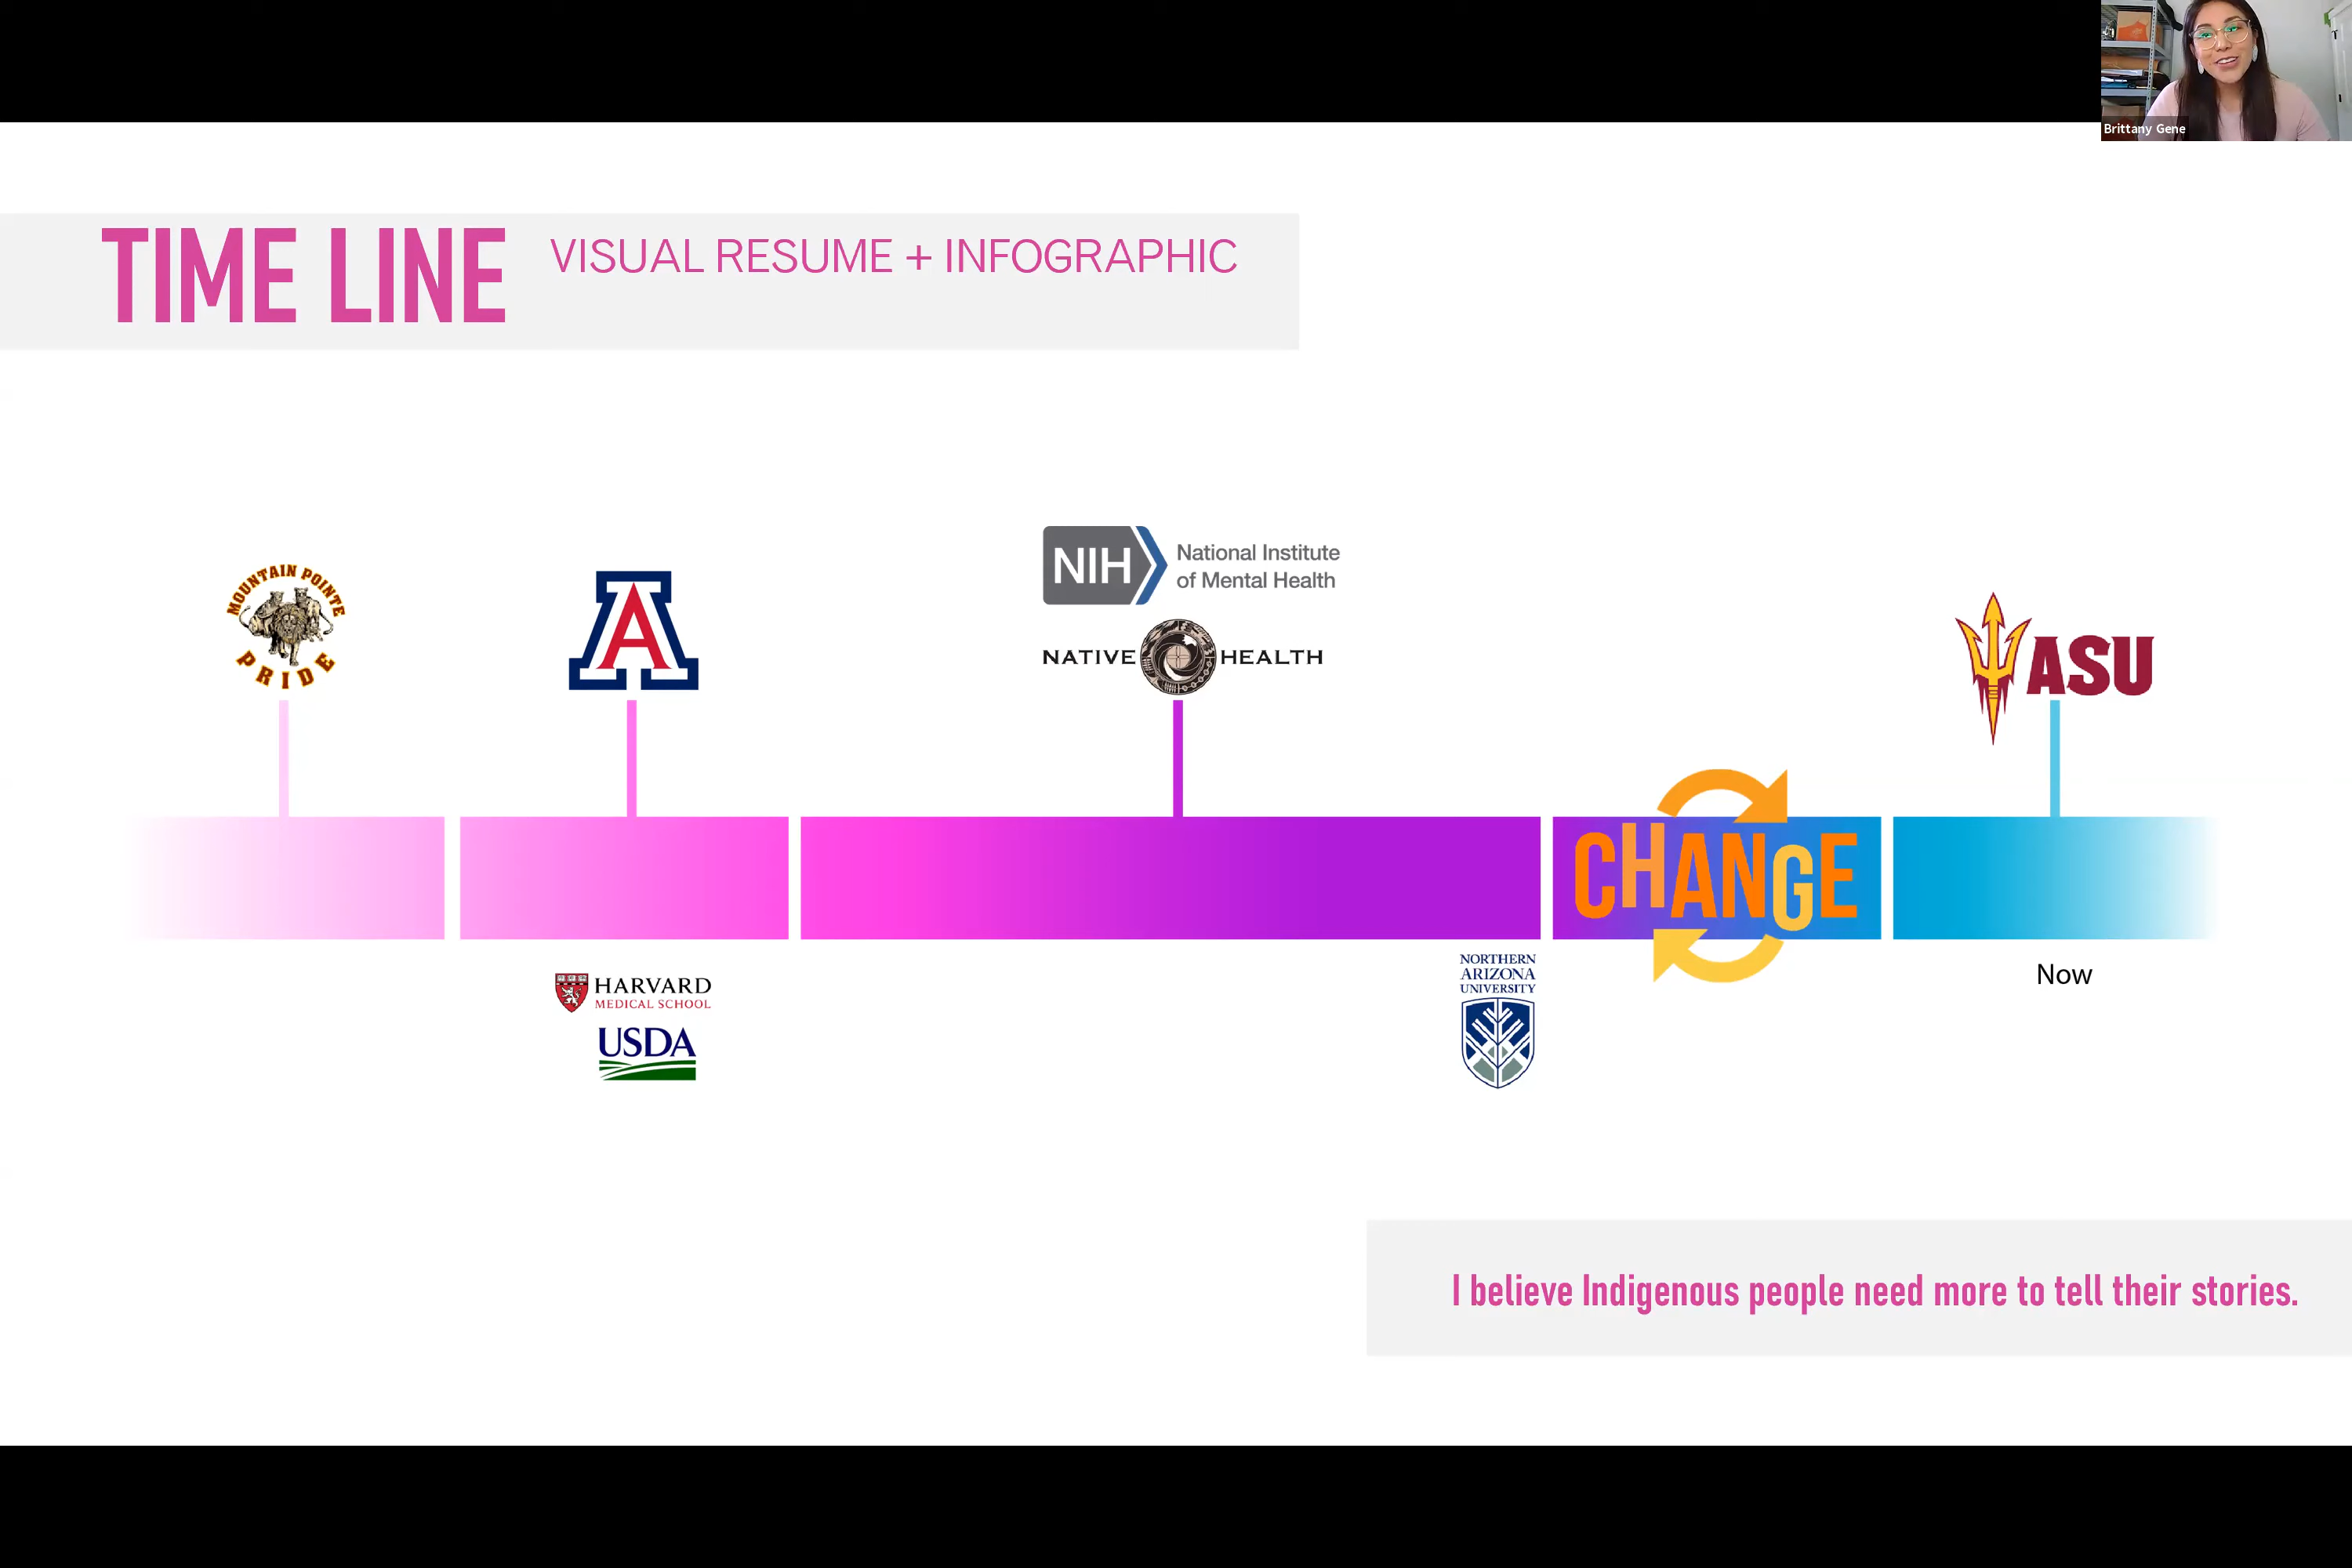 Brittany Gene
TIME LINE
VISUAL RESUME + INFOGRAPHIC
MOUNTAIN POINTE
PRIDE
A
NIH
National Institute
of Mental Health
NATIVE HEALTH
ASU
CHANGE
HARVARD
MEDICAL SCHOOL
USDA
NORTHERN
ARIZONA
UNIVERSITY
Now
I believe Indigenous people need more to tell their stories.